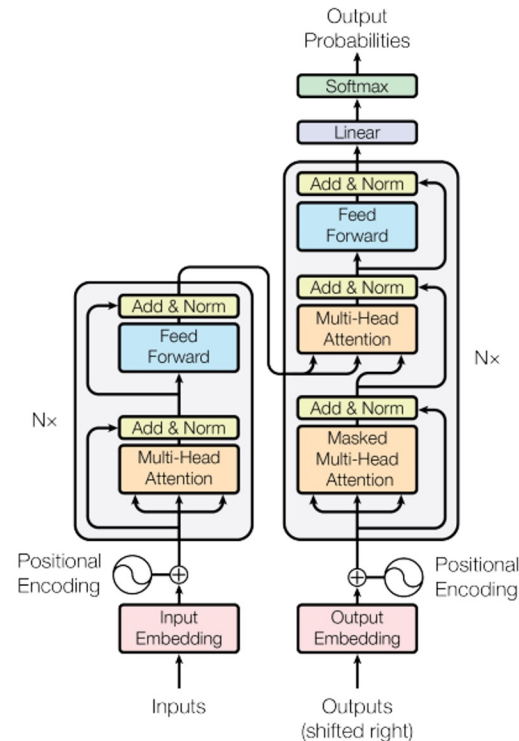 Output
Probabilities
Softmax
Linear
Add & Norm
Feed
Forward
Add & Norm
Multi-Head
Attention
Nx
Add & Norm
Masked
Multi-Head
Attention
Add & Norm
Feed
Forward
Nx
Add & Norm
Multi-Head
Attention
Positional
Encoding
Positional
Encoding
Input
Embedding
Output
Embedding
Inputs
Outputs
(shifted right)